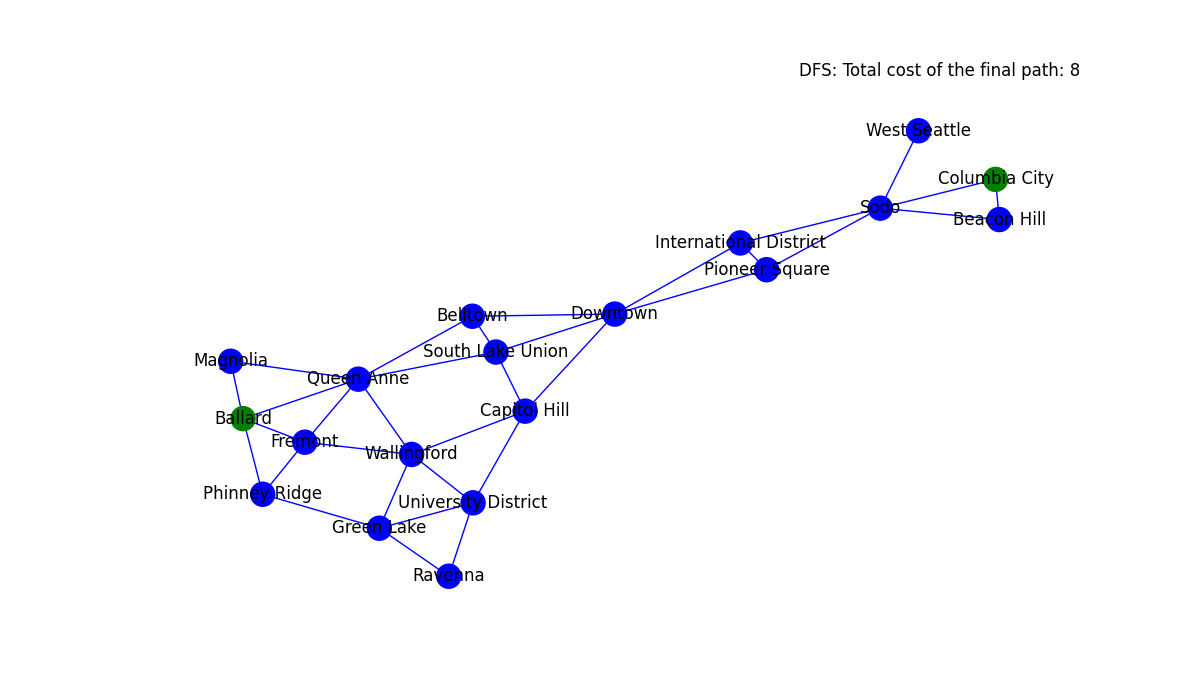 DFS: Total cost of the final path: 8
West Seattle
Columbia City
Sodo
Beacon Hill
International District
Pioneer Square
Downtown
Belltown
South Lake Union
Magnolia
Queen Anne
Capitol Hill
Ballard
Fremont
Wallingford
Phinney Ridge
University District
Green Lake
Ravenna